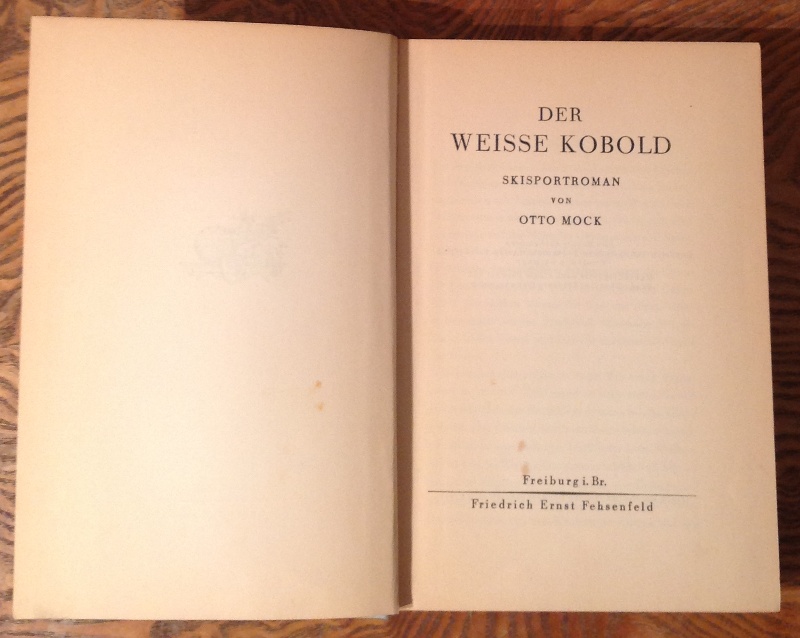 DER
WEISSE KOBOLD
SKISPORTROMAN
VON
OTTO MOCK
Freiburg i. Br.
Friedrich Ernst Fehsenfeld